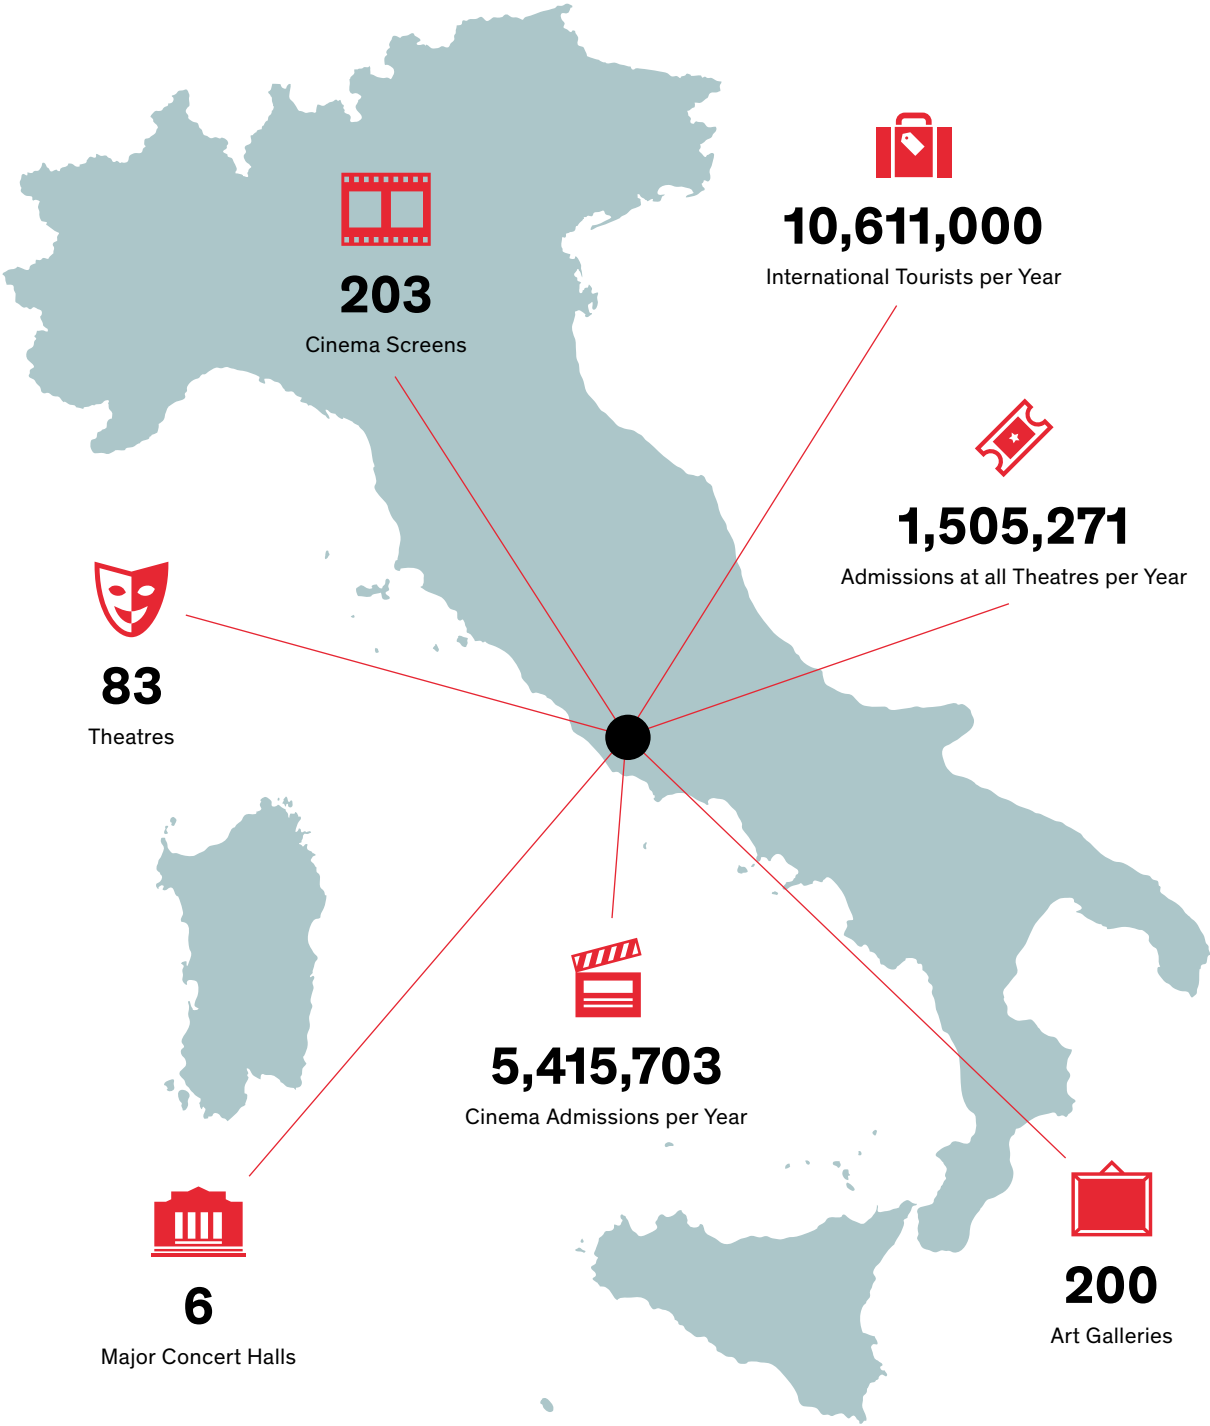 10,611,000
International Tourists per Year
203
Cinema Screens
1,505,271
Admissions at all Theatres per Year
83
Theatres
5,415,703
Cinema Admissions per Year
200
Art Galleries
6
Major Concert Halls